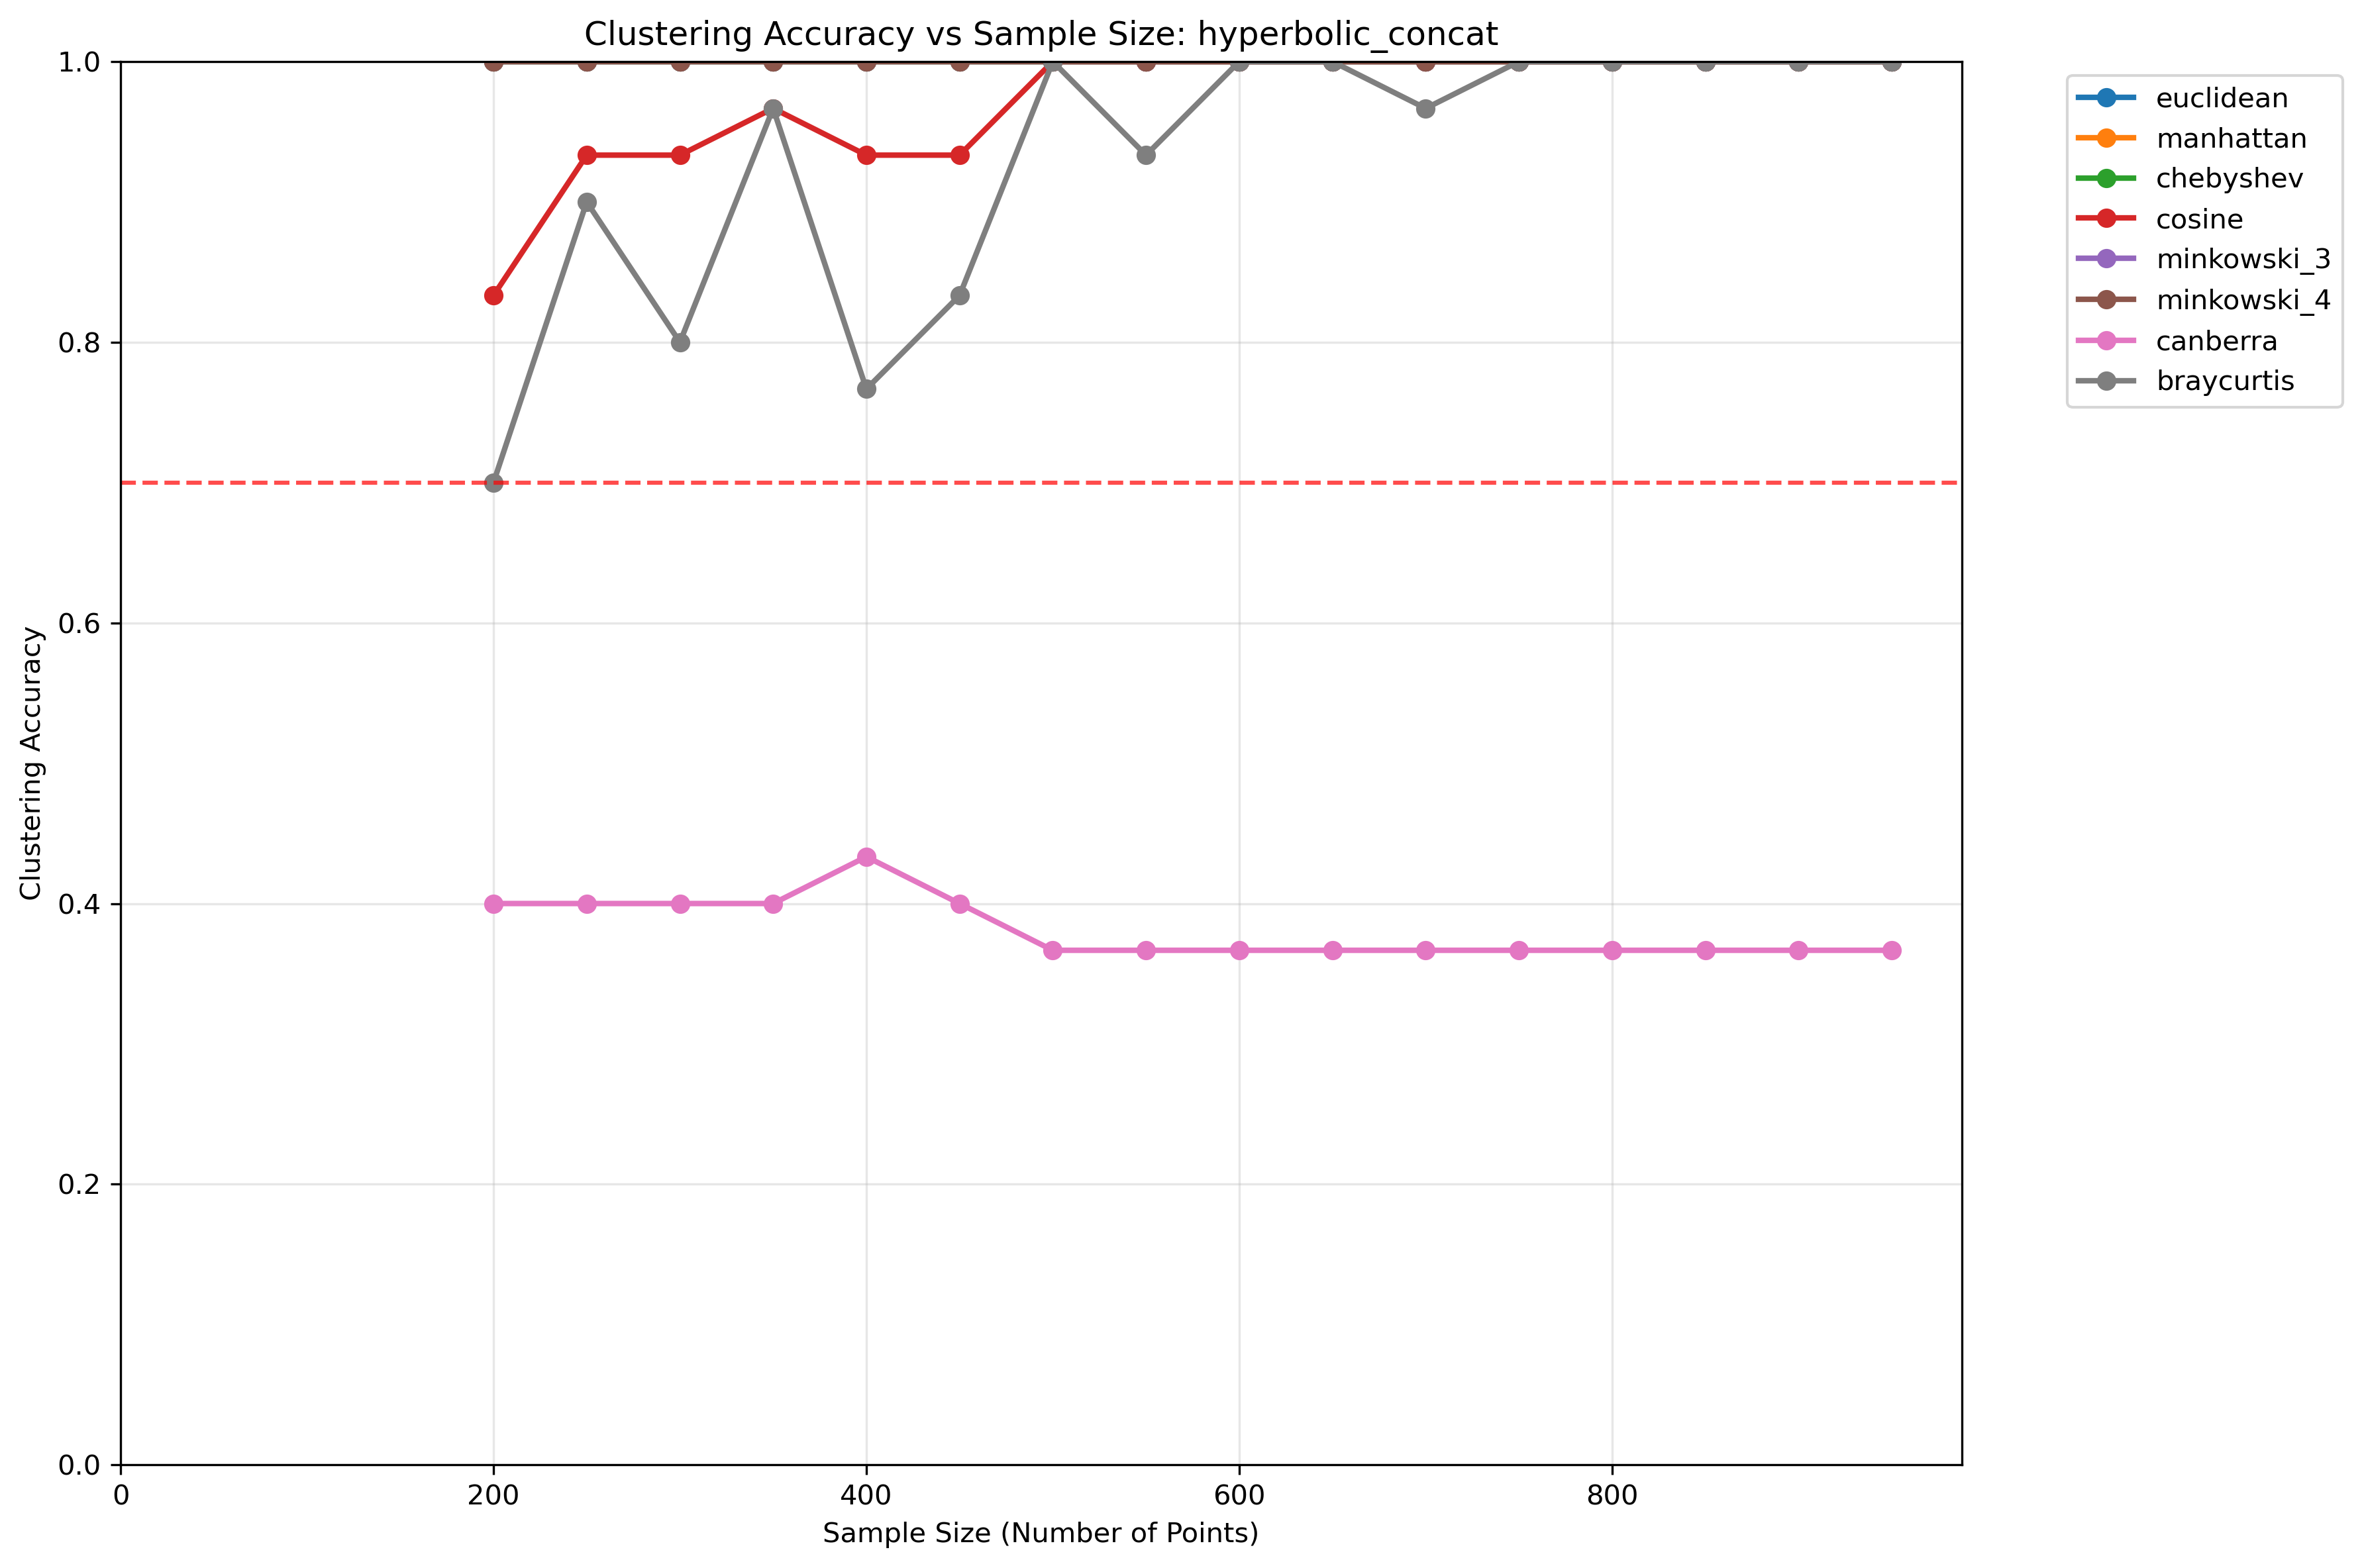 Clustering Accuracy vs Sample Size: hyperbolic_concat
1.0
0.8
0.6
0.4
0.2
0.0
Clustering Accuracy
0
200
400
600
800
Sample Size (Number of Points)
euclidean
manhattan
chebyshev
cosine
minkowski_3
minkowski_4
canberra
braycurtis